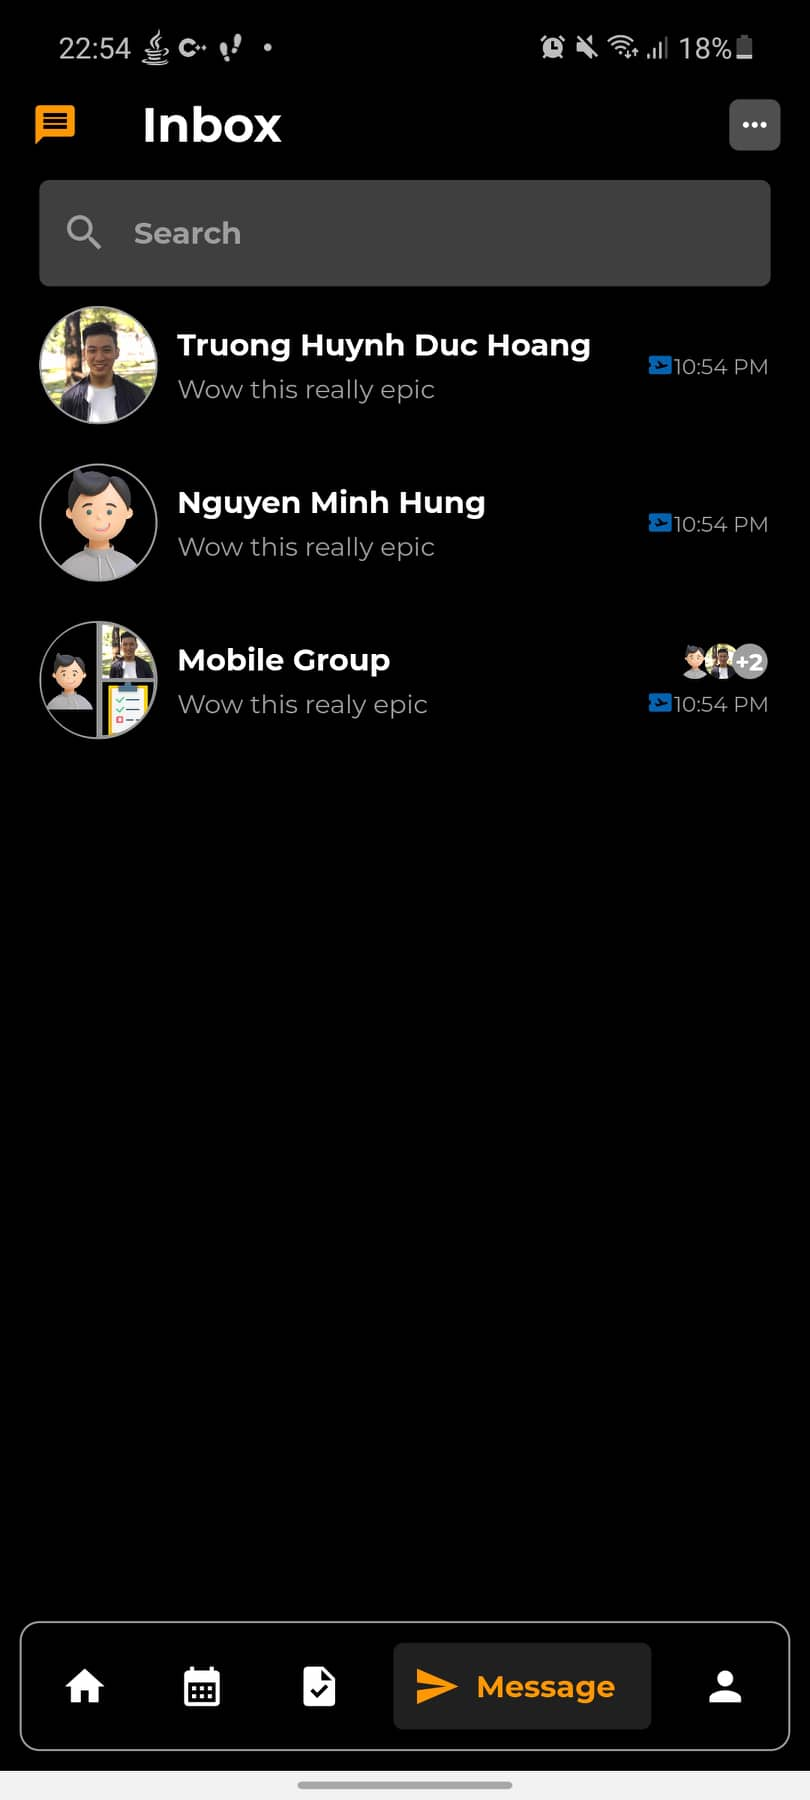 22:54 C++ 18%
Inbox
Search
Truong Huynh Duc Hoang
Wow this really epic
10:54 PM
Nguyen Minh Hung
Wow this really epic
10:54 PM
Mobile Group
+2
Wow this realy epic
10:54 PM
Message